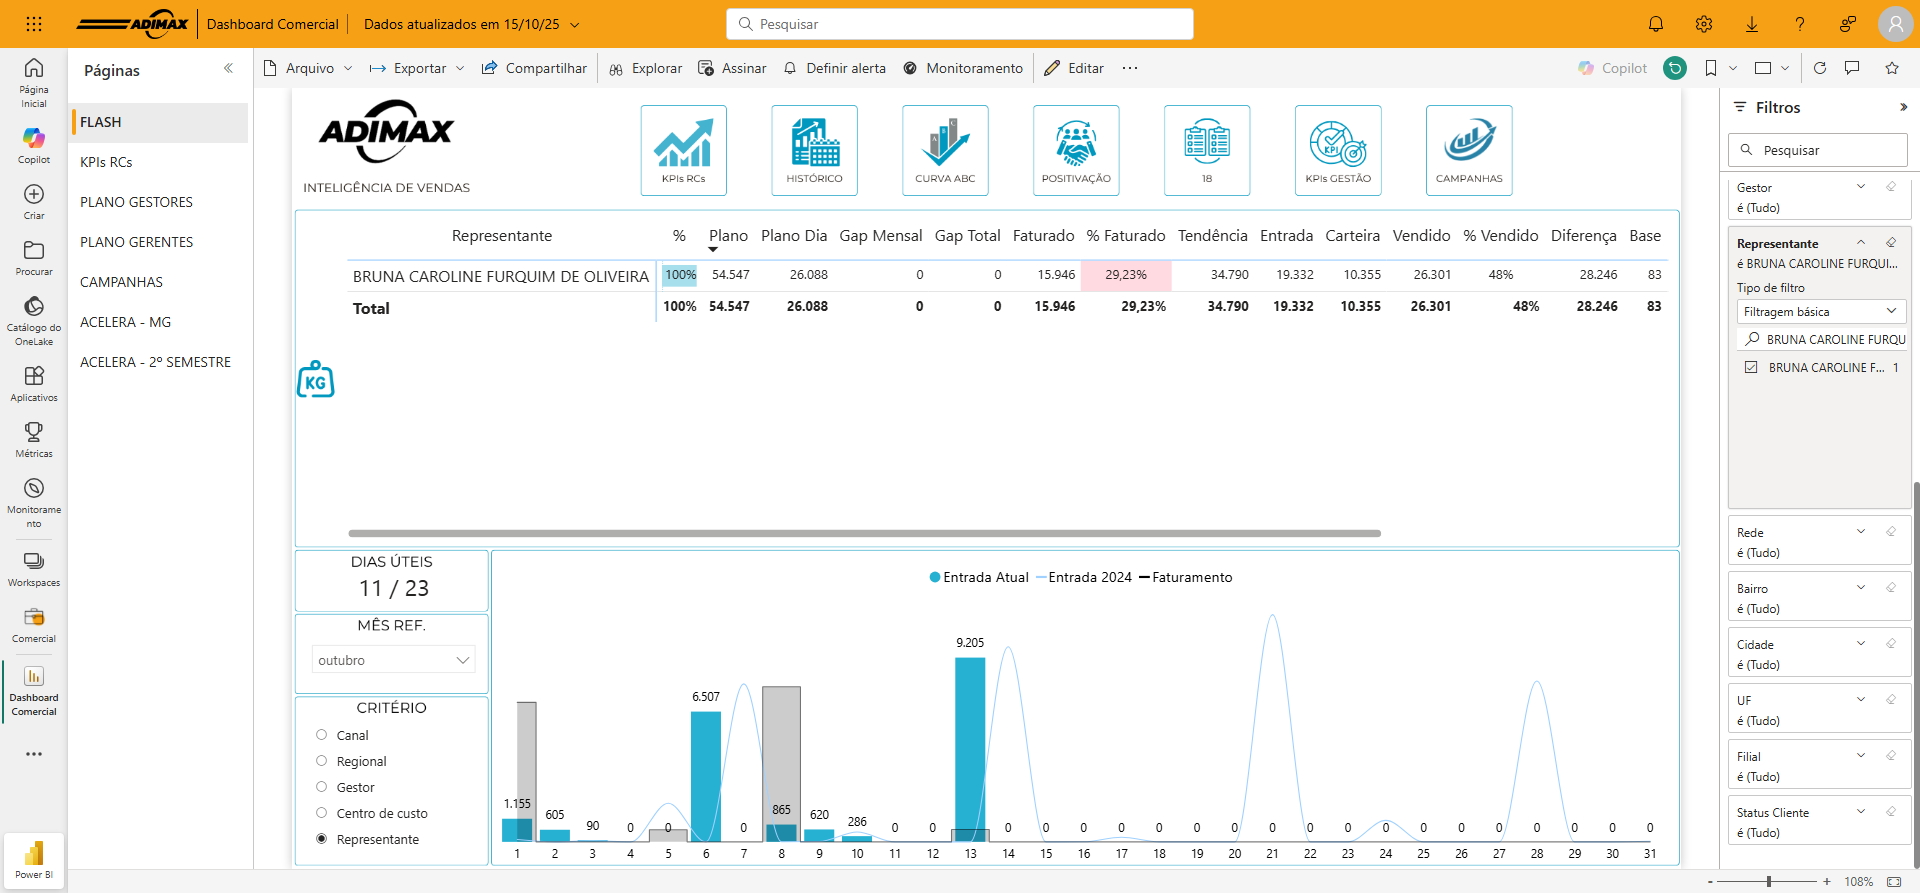 ADIMAX
Dashboard Comercial
Dados atualizados em 15/10/25
Pesquisar
Página Inicial
Copilot
Criar
Procurar
Catálogo do OneLake
Aplicativos
Métricas
Monitoramento
Workspaces
Comercial
Dashboard Comercial
Power BI
Páginas
FLASH
KPIs RCs
PLANO GESTORES
PLANO GERENTES
CAMPANHAS
ACELERA - MG
ACELERA - 2º SEMESTRE
Arquivo
Exportar
Compartilhar
Explorar
Assinar
Definir alerta
Monitoramento
Editar
Copilot
ADIMAX
INTELIGÊNCIA DE VENDAS
KPIs RCs
HISTÓRICO
A B C
CURVA ABC
POSITIVAÇÃO
18
KPI
KPIs GESTÃO
CAMPANHAS
Representante % Plano Plano Dia Gap Mensal Gap Total Faturado % Faturado Tendência Entrada Carteira Vendido % Vendido Diferença Base
BRUNA CAROLINE FURQUIM DE OLIVEIRA 100% 54.547 26.088 0 0 15.946 29,23% 34.790 19.332 10.355 26.301 48% 28.246 83
Total 100% 54.547 26.088 0 0 15.946 29,23% 34.790 19.332 10.355 26.301 48% 28.246 83
KG
DIAS ÚTEIS
11 / 23
MÊS REF.
outubro
CRITÉRIO
Canal
Regional
Gestor
Centro de custo
Representante
Entrada Atual Entrada 2024 Faturamento
1.155 605 90 0 0 6.507 0 865 620 286 0 0 9.205 0 0 0 0 0 0 0 0 0 0 0 0 0 0 0 0 0 0
1 2 3 4 5 6 7 8 9 10 11 12 13 14 15 16 17 18 19 20 21 22 23 24 25 26 27 28 29 30 31
Filtros
Pesquisar
Gestor
é (Tudo)
Representante
é BRUNA CAROLINE FURQUI...
Tipo de filtro
Filtragem básica
BRUNA CAROLINE FURQU
BRUNA CAROLINE F... 1
Rede
é (Tudo)
Bairro
é (Tudo)
Cidade
é (Tudo)
UF
é (Tudo)
Filial
é (Tudo)
Status Cliente
é (Tudo)
- + 108%